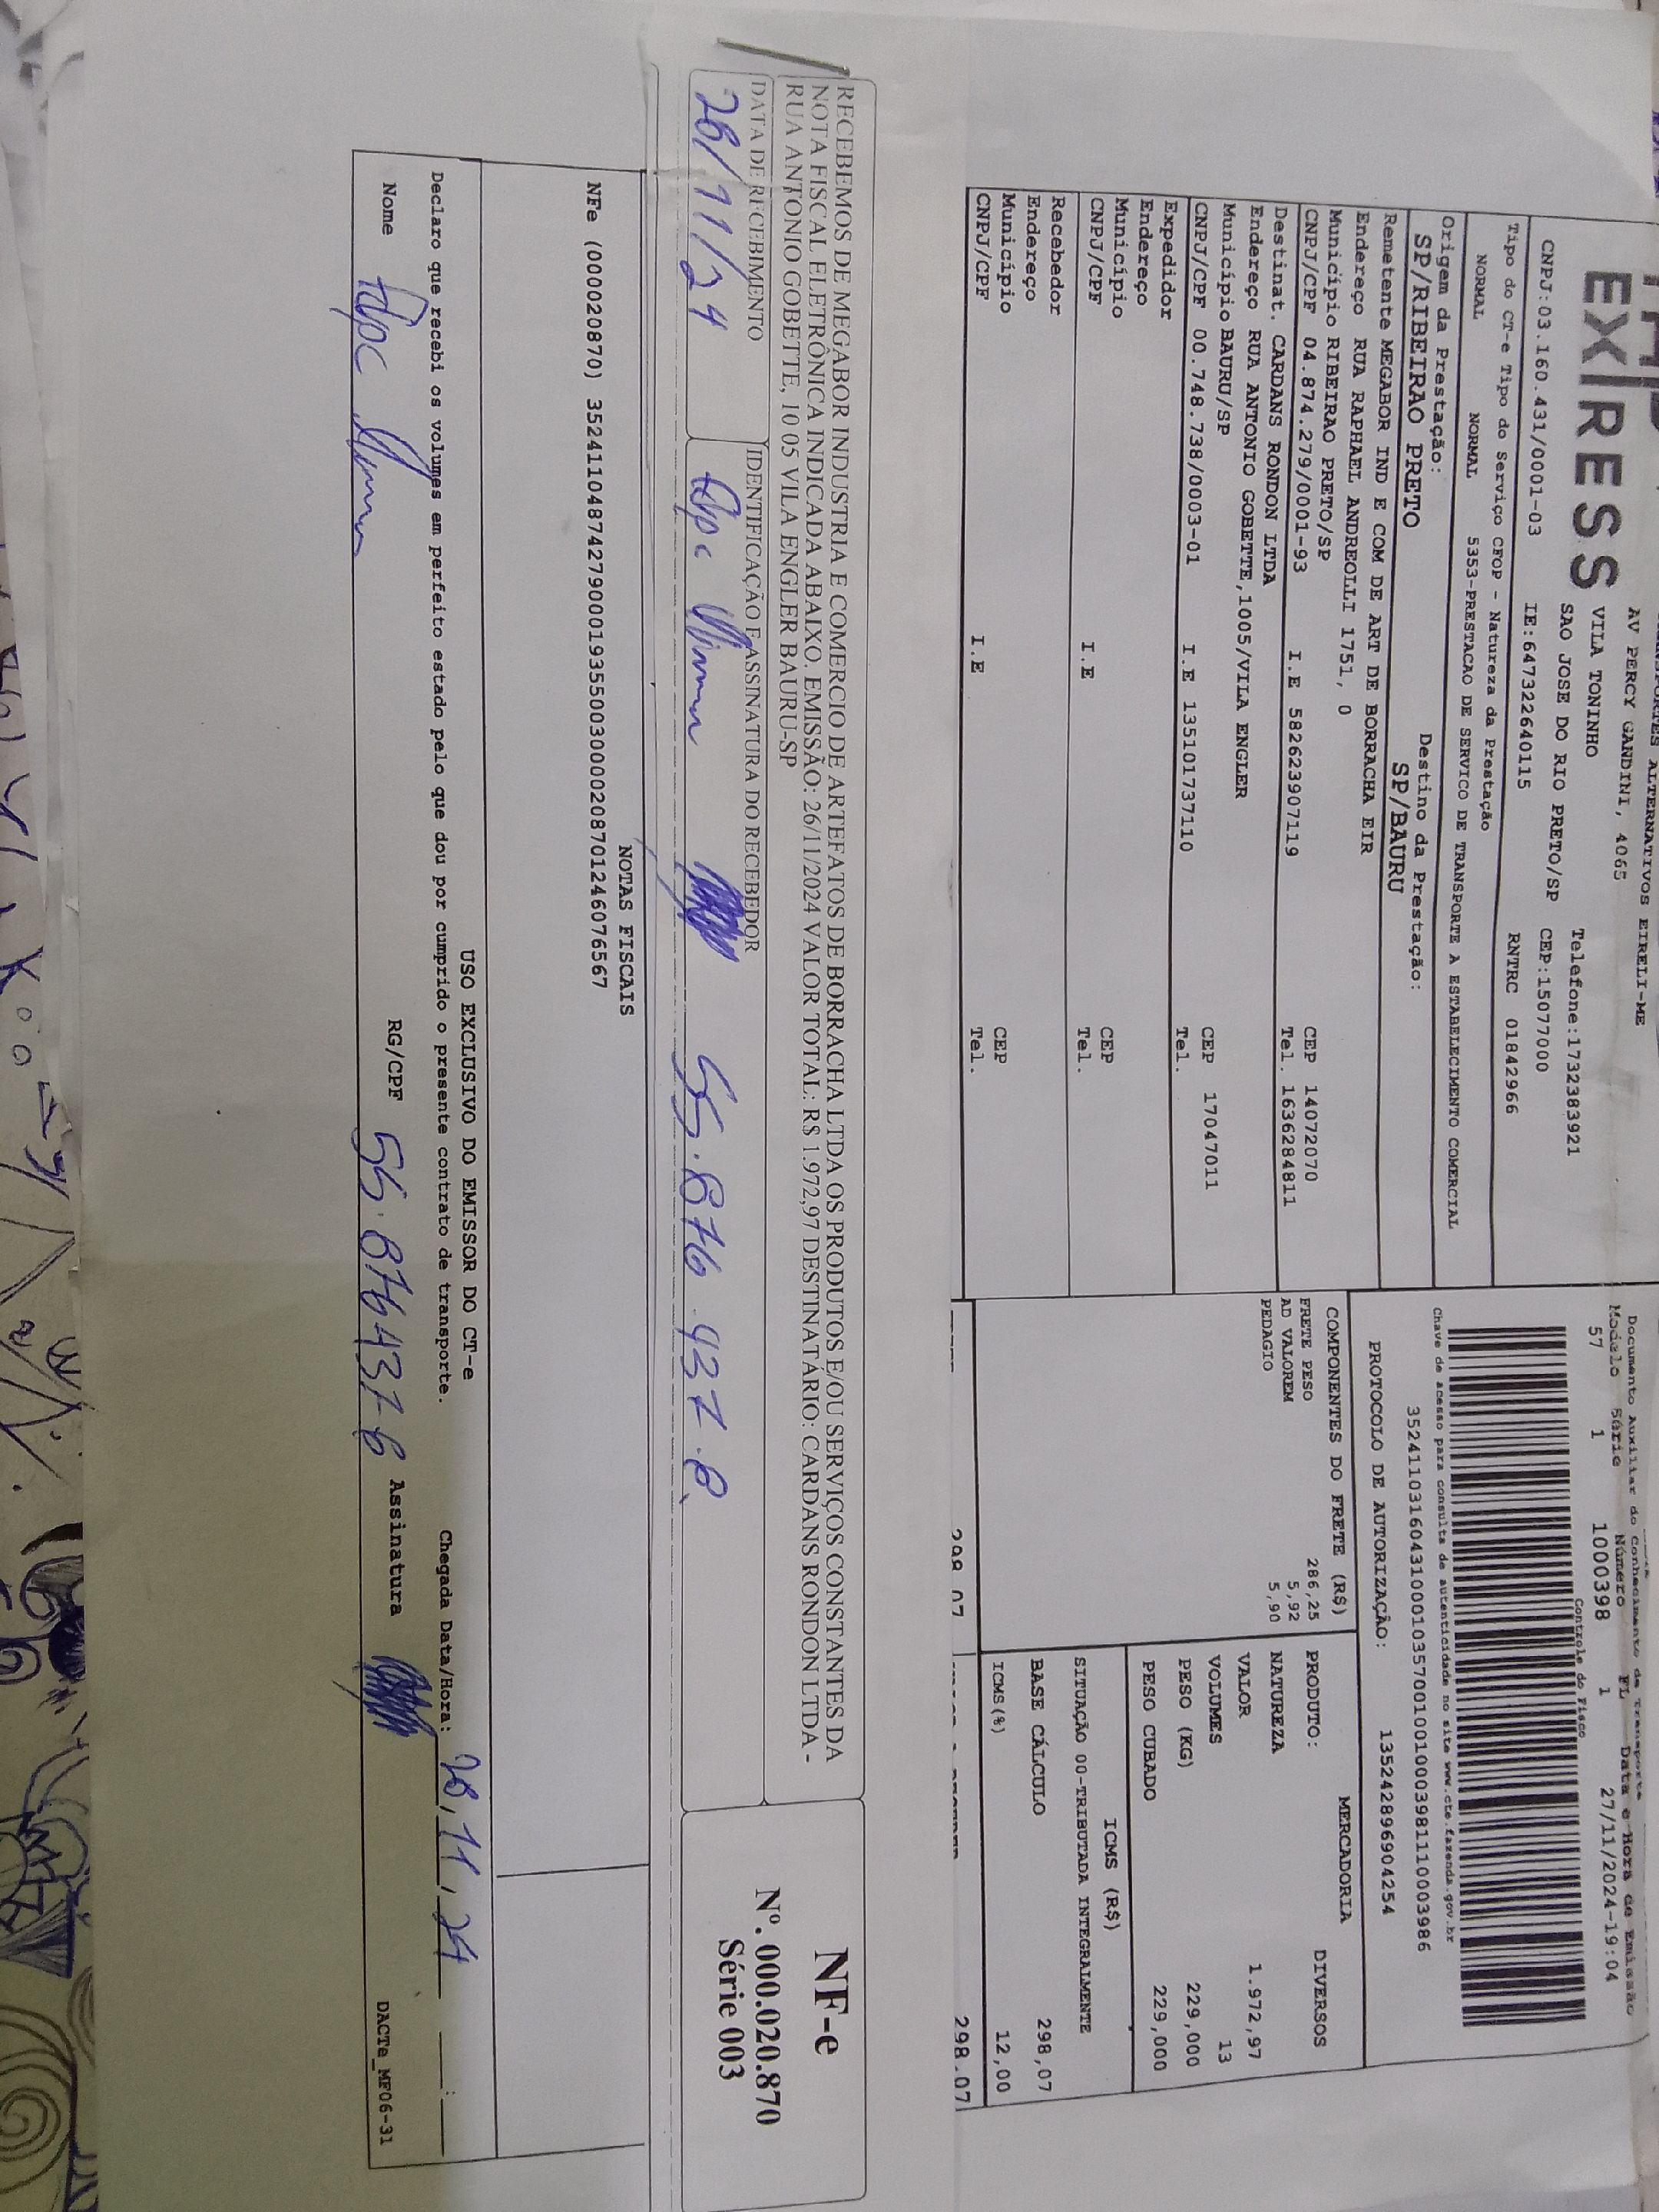 EX|RESS
AV PERCY GANDINI, 4065
VILA TONINHO
SAO JOSE DO RIO PRETO/SP
Telefone:1732383921
CNPJ:03.160.431/0001-03 IE:647322640115 CEP:15077000
Tipo do CT-e Tipo do Serviço CFOP - Natureza da Prestação RNTRC 01842966
NORMAL NORMAL 5353-PRESTACAO DE SERVICO DE TRANSPORTE A ESTABELECIMENTO COMERCIAL
Origem da Prestação: Destino da Prestação:
SP/RIBEIRAO PRETO SP/BAURU
Remetente MEGABOR IND E COM DE ART DE BORRACHA EIR
Endereço RUA RAPHAEL ANDREOLLI 1751, 0
Município RIBEIRAO PRETO/SP CEP 14072070
CNPJ/CPF 04.874.279/0001-93 I.E 582623907119 Tel. 1636284811
Destinat. CARDANS RONDON LTDA
Endereço RUA ANTONIO GOBETTE,1005/VILA ENGLER
Município BAURU/SP CEP 17047011
CNPJ/CPF 00.748.738/0003-01 I.E 135101737110 Tel.
Expedidor
Endereço
Município CEP
CNPJ/CPF I.E Tel.
Recebedor
Endereço
Município CEP
CNPJ/CPF I.E Tel.
Documento Auxiliar do Conhecimento de Transporte
Modelo Série Número FL Data e Hora de Emissão
57 1 1000398 1 27/11/2024-19:04
Controle do Fisco
Chave de acesso para consulta de autenticidade no site www.cte.fazenda.gov.br
35241103160431000103570010010003981110003986
PROTOCOLO DE AUTORIZAÇÃO: 135242896904254
COMPONENTES DO FRETE (R$)
FRETE PESO 286,25
AD VALOREM 5,92
PEDAGIO 5,90
MERCADORIA
PRODUTO: DIVERSOS
NATUREZA
VALOR 1.972,97
VOLUMES 13
PESO (KG) 229,000
PESO CUBADO 229,000
ICMS (R$)
SITUAÇÃO 00-TRIBUTADA INTEGRALMENTE
BASE CÁLCULO 298,07
ICMS(%) 12,00
298,07 298.07
RECEBEMOS DE MEGABOR INDUSTRIA E COMERCIO DE ARTEFATOS DE BORRACHA LTDA OS PRODUTOS E/OU SERVIÇOS CONSTANTES DA
NOTA FISCAL ELETRÔNICA INDICADA ABAIXO. EMISSÃO: 26/11/2024 VALOR TOTAL: R$ 1.972,97 DESTINATÁRIO: CARDANS RONDON LTDA -
RUA ANTONIO GOBETTE, 10 05 VILA ENGLER BAURU-SP
DATA DE RECEBIMENTO IDENTIFICAÇÃO E ASSINATURA DO RECEBEDOR
28/11/24 55.876 437.8
NF-e
Nº. 000.020.870
Série 003
NOTAS FISCAIS
NFe (000020870) 35241104874279000193550030000208701246076567
USO EXCLUSIVO DO EMISSOR DO CT-e
Declaro que recebi os volumes em perfeito estado pelo que dou por cumprido o presente contrato de transporte. Chegada Data/Hora: 28/11/24 __:__
Nome RG/CPF 55.876437-8 Assinatura
DACTe_MF06-31